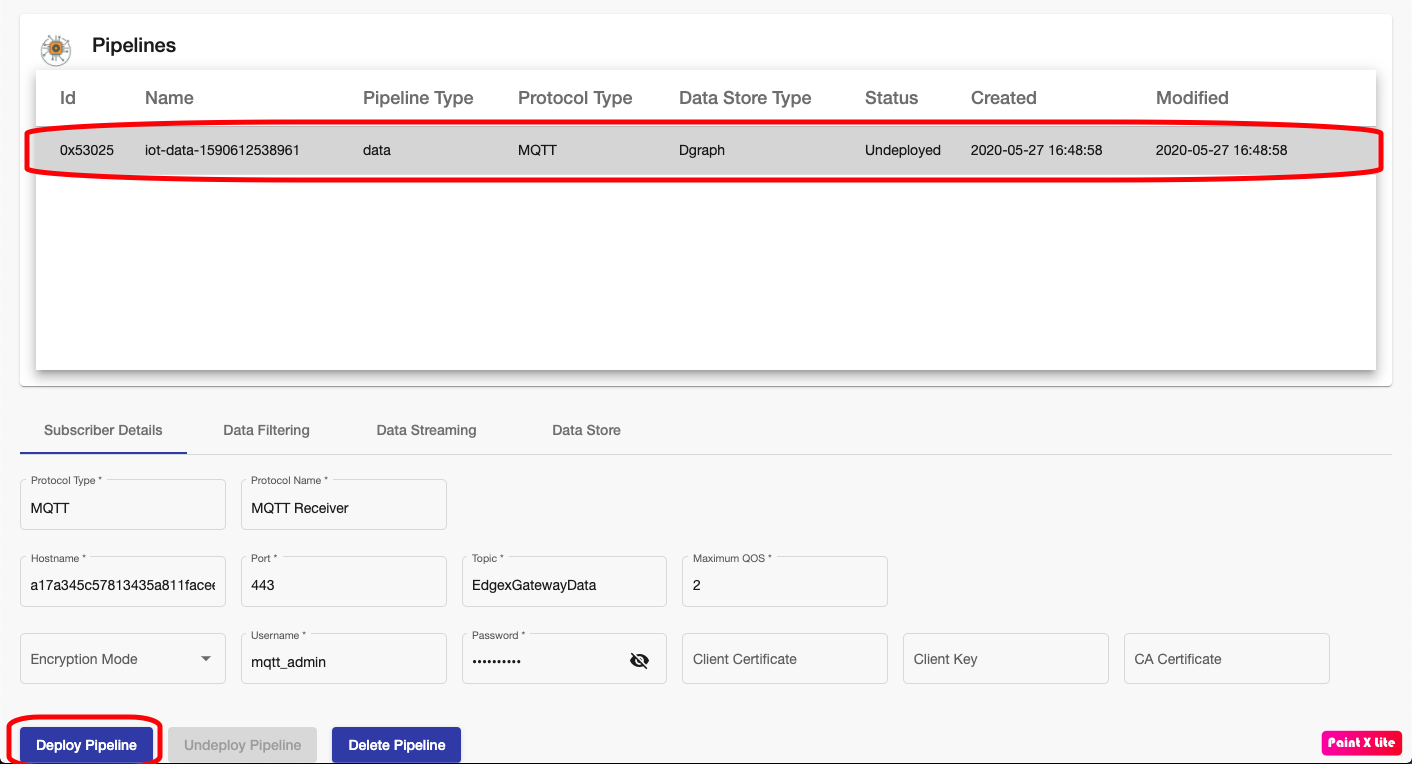 Pipelines
Id Name Pipeline Type Protocol Type Data Store Type Status Created Modified
0x53025 iot-data-1590612538961 data MQTT Dgraph Undeployed 2020-05-27 16:48:58 2020-05-27 16:48:58
Subscriber Details Data Filtering Data Streaming Data Store
Protocol Type * Protocol Name *
MQTT MQTT Receiver
Hostname * Port * Topic * Maximum QOS *
a17a345c57813435a811facee 443 EdgexGatewayData 2
Username * Password *
Encryption Mode mqtt_admin •••••••••• Client Certificate Client Key CA Certificate
Deploy Pipeline Undeploy Pipeline Delete Pipeline
Paint X Lite